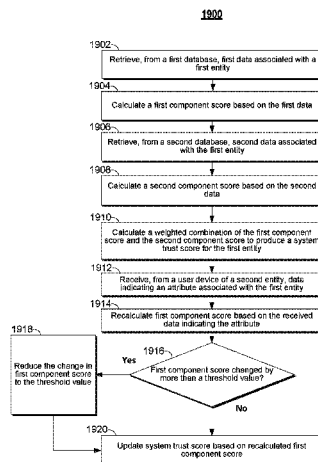 1900
1902
Retrieve, from a first database, first data associated with a
first entity
1904
Calculate a first component score based on the first data
1906
Retrieve, from a second database, second data associated
with the first entity
1908
Calculate a second component score based on the second
data
1910
Calculate a weighted combination of the first component
score and the second component score to produce a system
trust score for the first entity
1912
Receive, from a user device of a second entity, data
indicating an attribute associated with the first entity
1914
Recalculate first component score based on the received
data indicating the attribute
1916
First component score changed by
more than a threshold value?
Yes
No
1918
Reduce the change in
first component score
to the threshold value
1920
Update system trust score based on recalculated first
component score